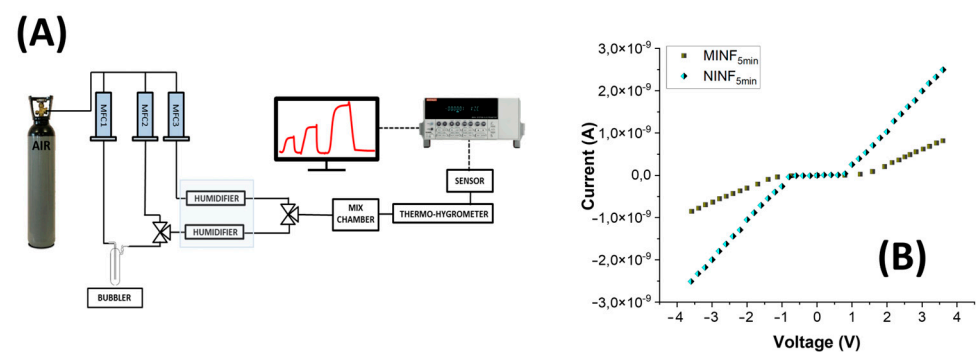 (A)
AIR
MFC1
MFC2
MFC3
HUMIDIFIER
HUMIDIFIER
BUBBLER
MIX
CHAMBER
THERMO-HYGROMETER
SENSOR
(B)
MINF5min
NINF5min
3,0×10⁻⁹
2,0×10⁻⁹
1,0×10⁻⁹
0,0
−1,0×10⁻⁹
−2,0×10⁻⁹
−3,0×10⁻⁹
Current (A)
−4 −3 −2 −1 0 1 2 3 4
Voltage (V)